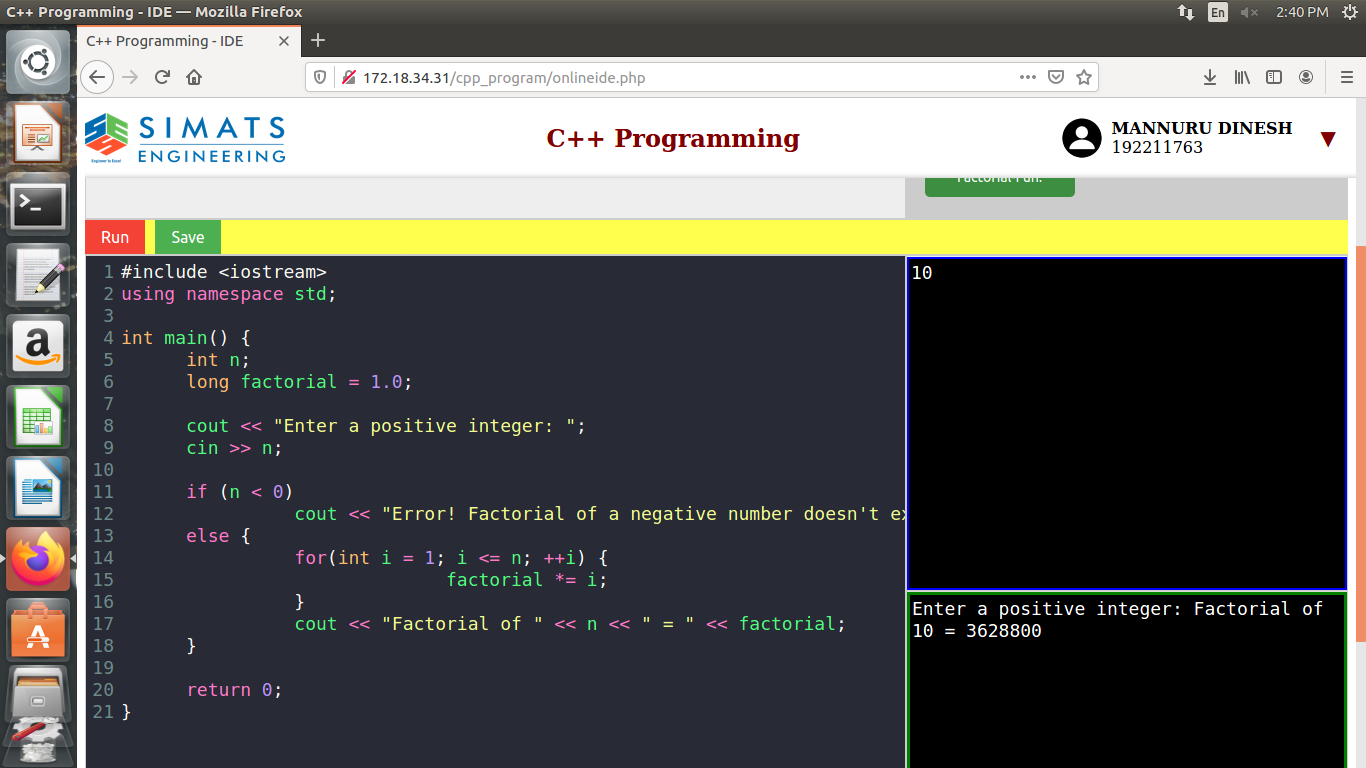 C++ Programming - IDE — Mozilla Firefox
En
2:40 PM
C++ Programming - IDE
172.18.34.31/cpp_program/onlineide.php
SIMATS
ENGINEERING
Engineer to Excel
C++ Programming
MANNURU DINESH
192211763
Factorial Fun.
Run
Save
1 #include <iostream>
2 using namespace std;
3
4 int main() {
5 int n;
6 long factorial = 1.0;
7
8 cout << "Enter a positive integer: ";
9 cin >> n;
10
11 if (n < 0)
12 cout << "Error! Factorial of a negative number doesn't ex
13 else {
14 for(int i = 1; i <= n; ++i) {
15 factorial *= i;
16 }
17 cout << "Factorial of " << n << " = " << factorial;
18 }
19
20 return 0;
21 }
10
Enter a positive integer: Factorial of
10 = 3628800